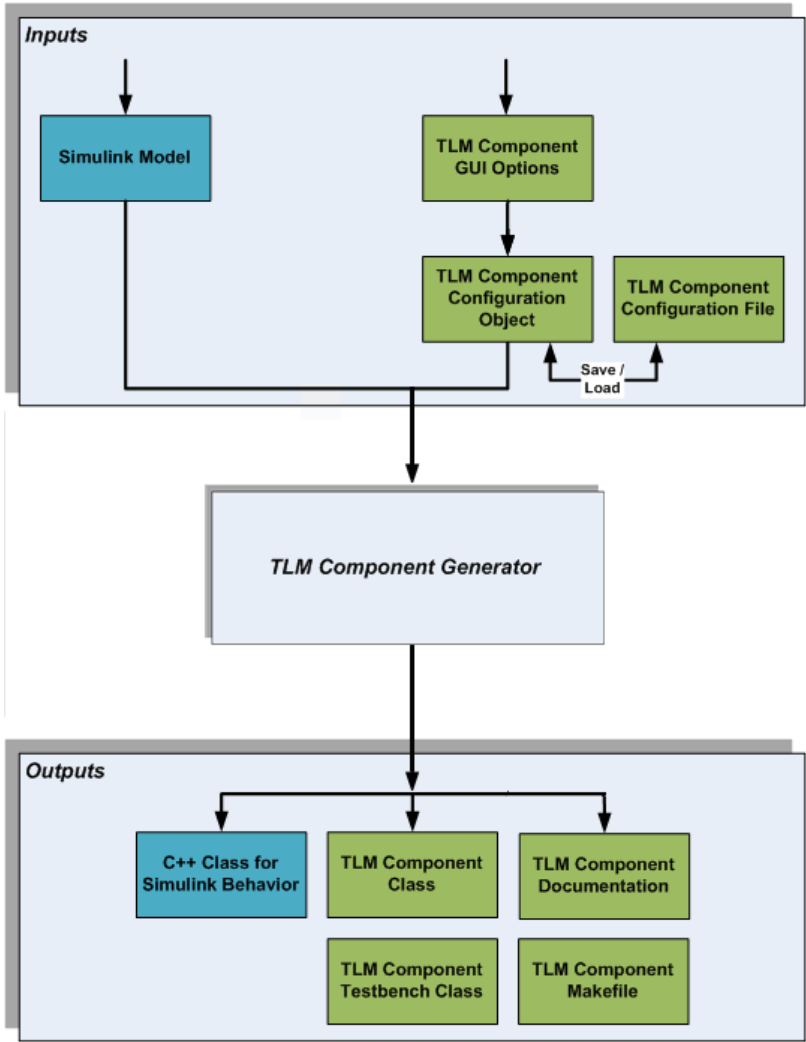 Inputs
Simulink Model
TLM Component
GUI Options
TLM Component
Configuration
Object
TLM Component
Configuration File
Save /
Load
TLM Component Generator
Outputs
C++ Class for
Simulink Behavior
TLM Component
Class
TLM Component
Documentation
TLM Component
Testbench Class
TLM Component
Makefile